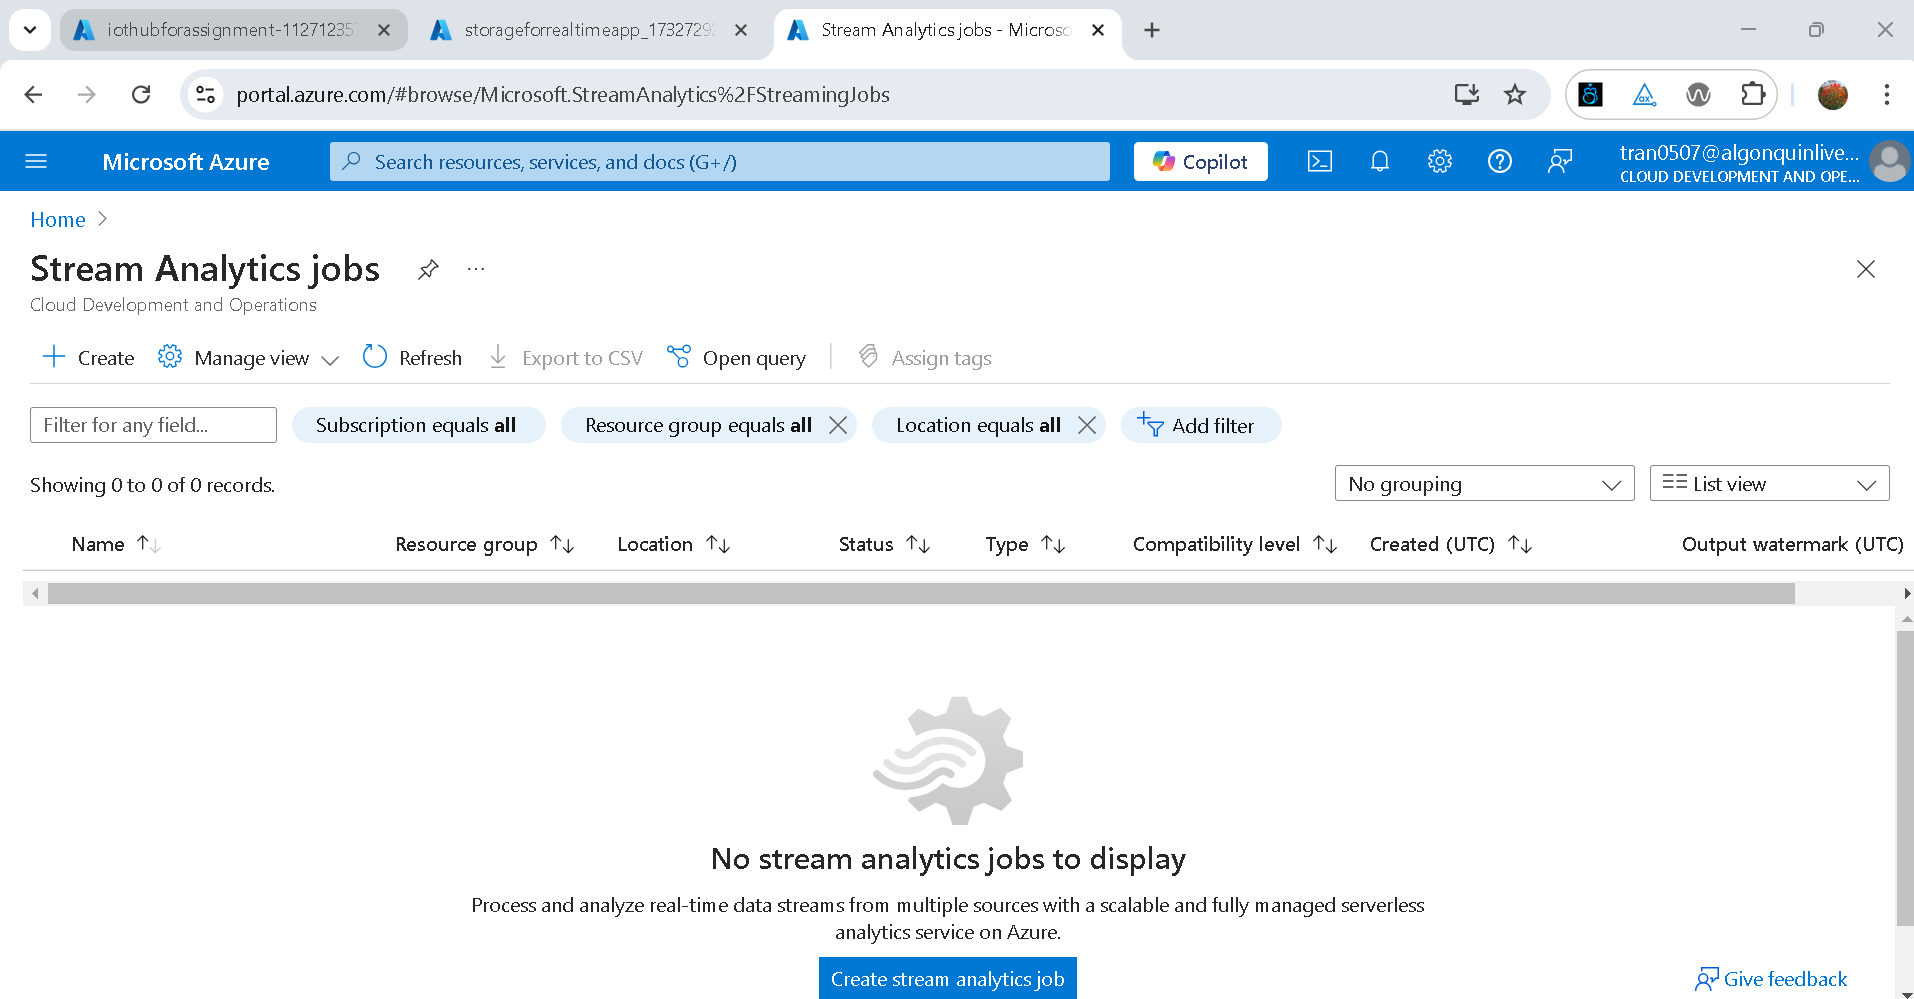 iothubforassignment-112712357
storageforrealtimeapp_1732729
Stream Analytics jobs - Microso
portal.azure.com/#browse/Microsoft.StreamAnalytics%2FStreamingJobs
Microsoft Azure
Search resources, services, and docs (G+/)
Copilot
tran0507@algonquinlive...
CLOUD DEVELOPMENT AND OPE...
Home
Stream Analytics jobs
Cloud Development and Operations
Create
Manage view
Refresh
Export to CSV
Open query
Assign tags
Filter for any field...
Subscription equals all
Resource group equals all
Location equals all
Add filter
Showing 0 to 0 of 0 records.
No grouping
List view
Name
Resource group
Location
Status
Type
Compatibility level
Created (UTC)
Output watermark (UTC)
No stream analytics jobs to display
Process and analyze real-time data streams from multiple sources with a scalable and fully managed serverless
analytics service on Azure.
Create stream analytics job
Give feedback